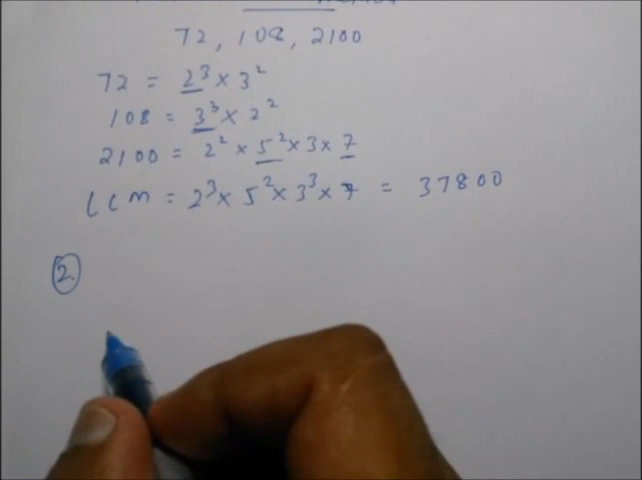 72, 108, 2100
72 = 2³ × 3²
108 = 3³ × 2²
2100 = 2² × 5² × 3 × 7
LCM = 2³ × 5² × 3³ × 7 = 37800
2.